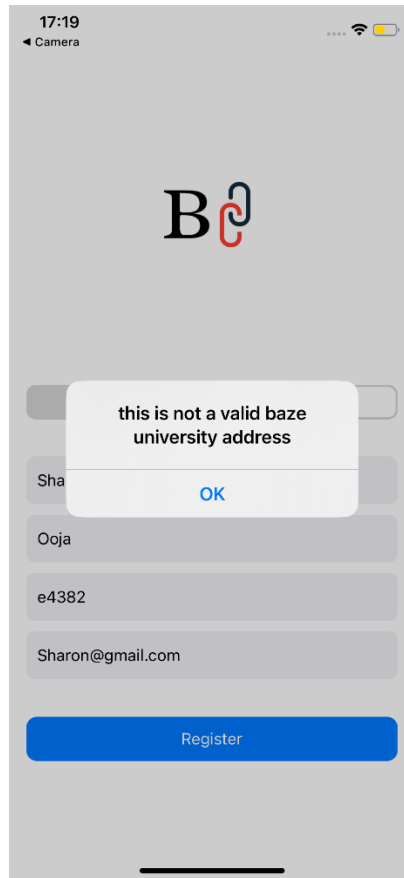 17:19
◀ Camera
B
this is not a valid baze
university address
OK
Sha
Ooja
e4382
Sharon@gmail.com
Register